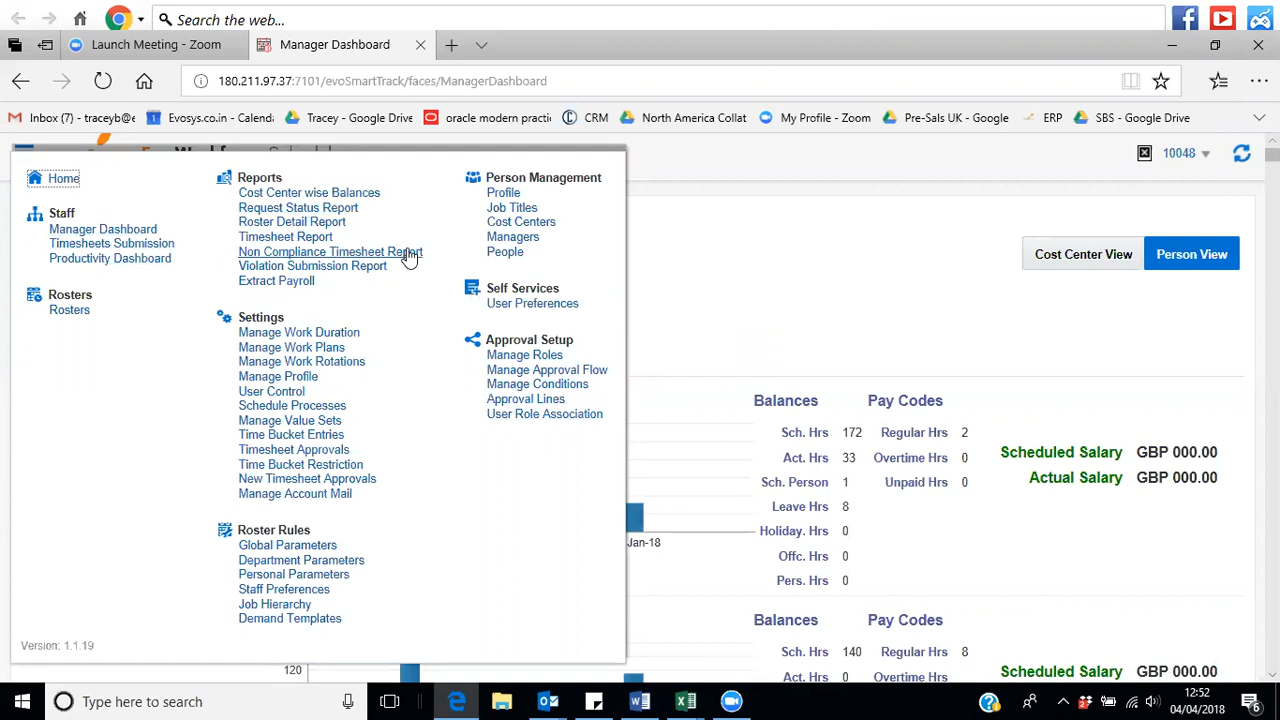 Search the web
Launch Meeting - Zoom
Manager Dashboard
180.211.97.37:7101/evoSmartTrack/faces/ManagerDashboard
Inbox (7) - traceyb@e
Evosys.co.in - Calenda
Tracey - Google Drive
oracle modern practic
CRM
North America Collat
My Profile - Zoom
Pre-Sals UK - Google
ERP
SBS - Google Drive
10048
Home
Staff
Manager Dashboard
Timesheets Submission
Productivity Dashboard
Rosters
Rosters
Reports
Cost Center wise Balances
Request Status Report
Roster Detail Report
Timesheet Report
Non Compliance Timesheet Report
Violation Submission Report
Extract Payroll
Settings
Manage Work Duration
Manage Work Plans
Manage Work Rotations
Manage Profile
User Control
Schedule Processes
Manage Value Sets
Time Bucket Entries
Timesheet Approvals
Time Bucket Restriction
New Timesheet Approvals
Manage Account Mail
Roster Rules
Global Parameters
Department Parameters
Personal Parameters
Staff Preferences
Job Hierarchy
Demand Templates
Person Management
Profile
Job Titles
Cost Centers
Managers
People
Self Services
User Preferences
Approval Setup
Manage Roles
Manage Approval Flow
Manage Conditions
Approval Lines
User Role Association
Version: 1.1.19
Cost Center View
Person View
Balances Pay Codes
Sch. Hrs 172 Regular Hrs 2
Act. Hrs 33 Overtime Hrs 0
Sch. Person 1 Unpaid Hrs 0
Leave Hrs 8
Holiday. Hrs 0
Offc. Hrs 0
Pers. Hrs 0
Scheduled Salary GBP 000.00
Actual Salary GBP 000.00
Jan-18
Balances Pay Codes
Sch. Hrs 140 Regular Hrs 8
Act. Hrs 0 Overtime Hrs 0
Scheduled Salary GBP 000.00
120
Type here to search
12:52
04/04/2018
6